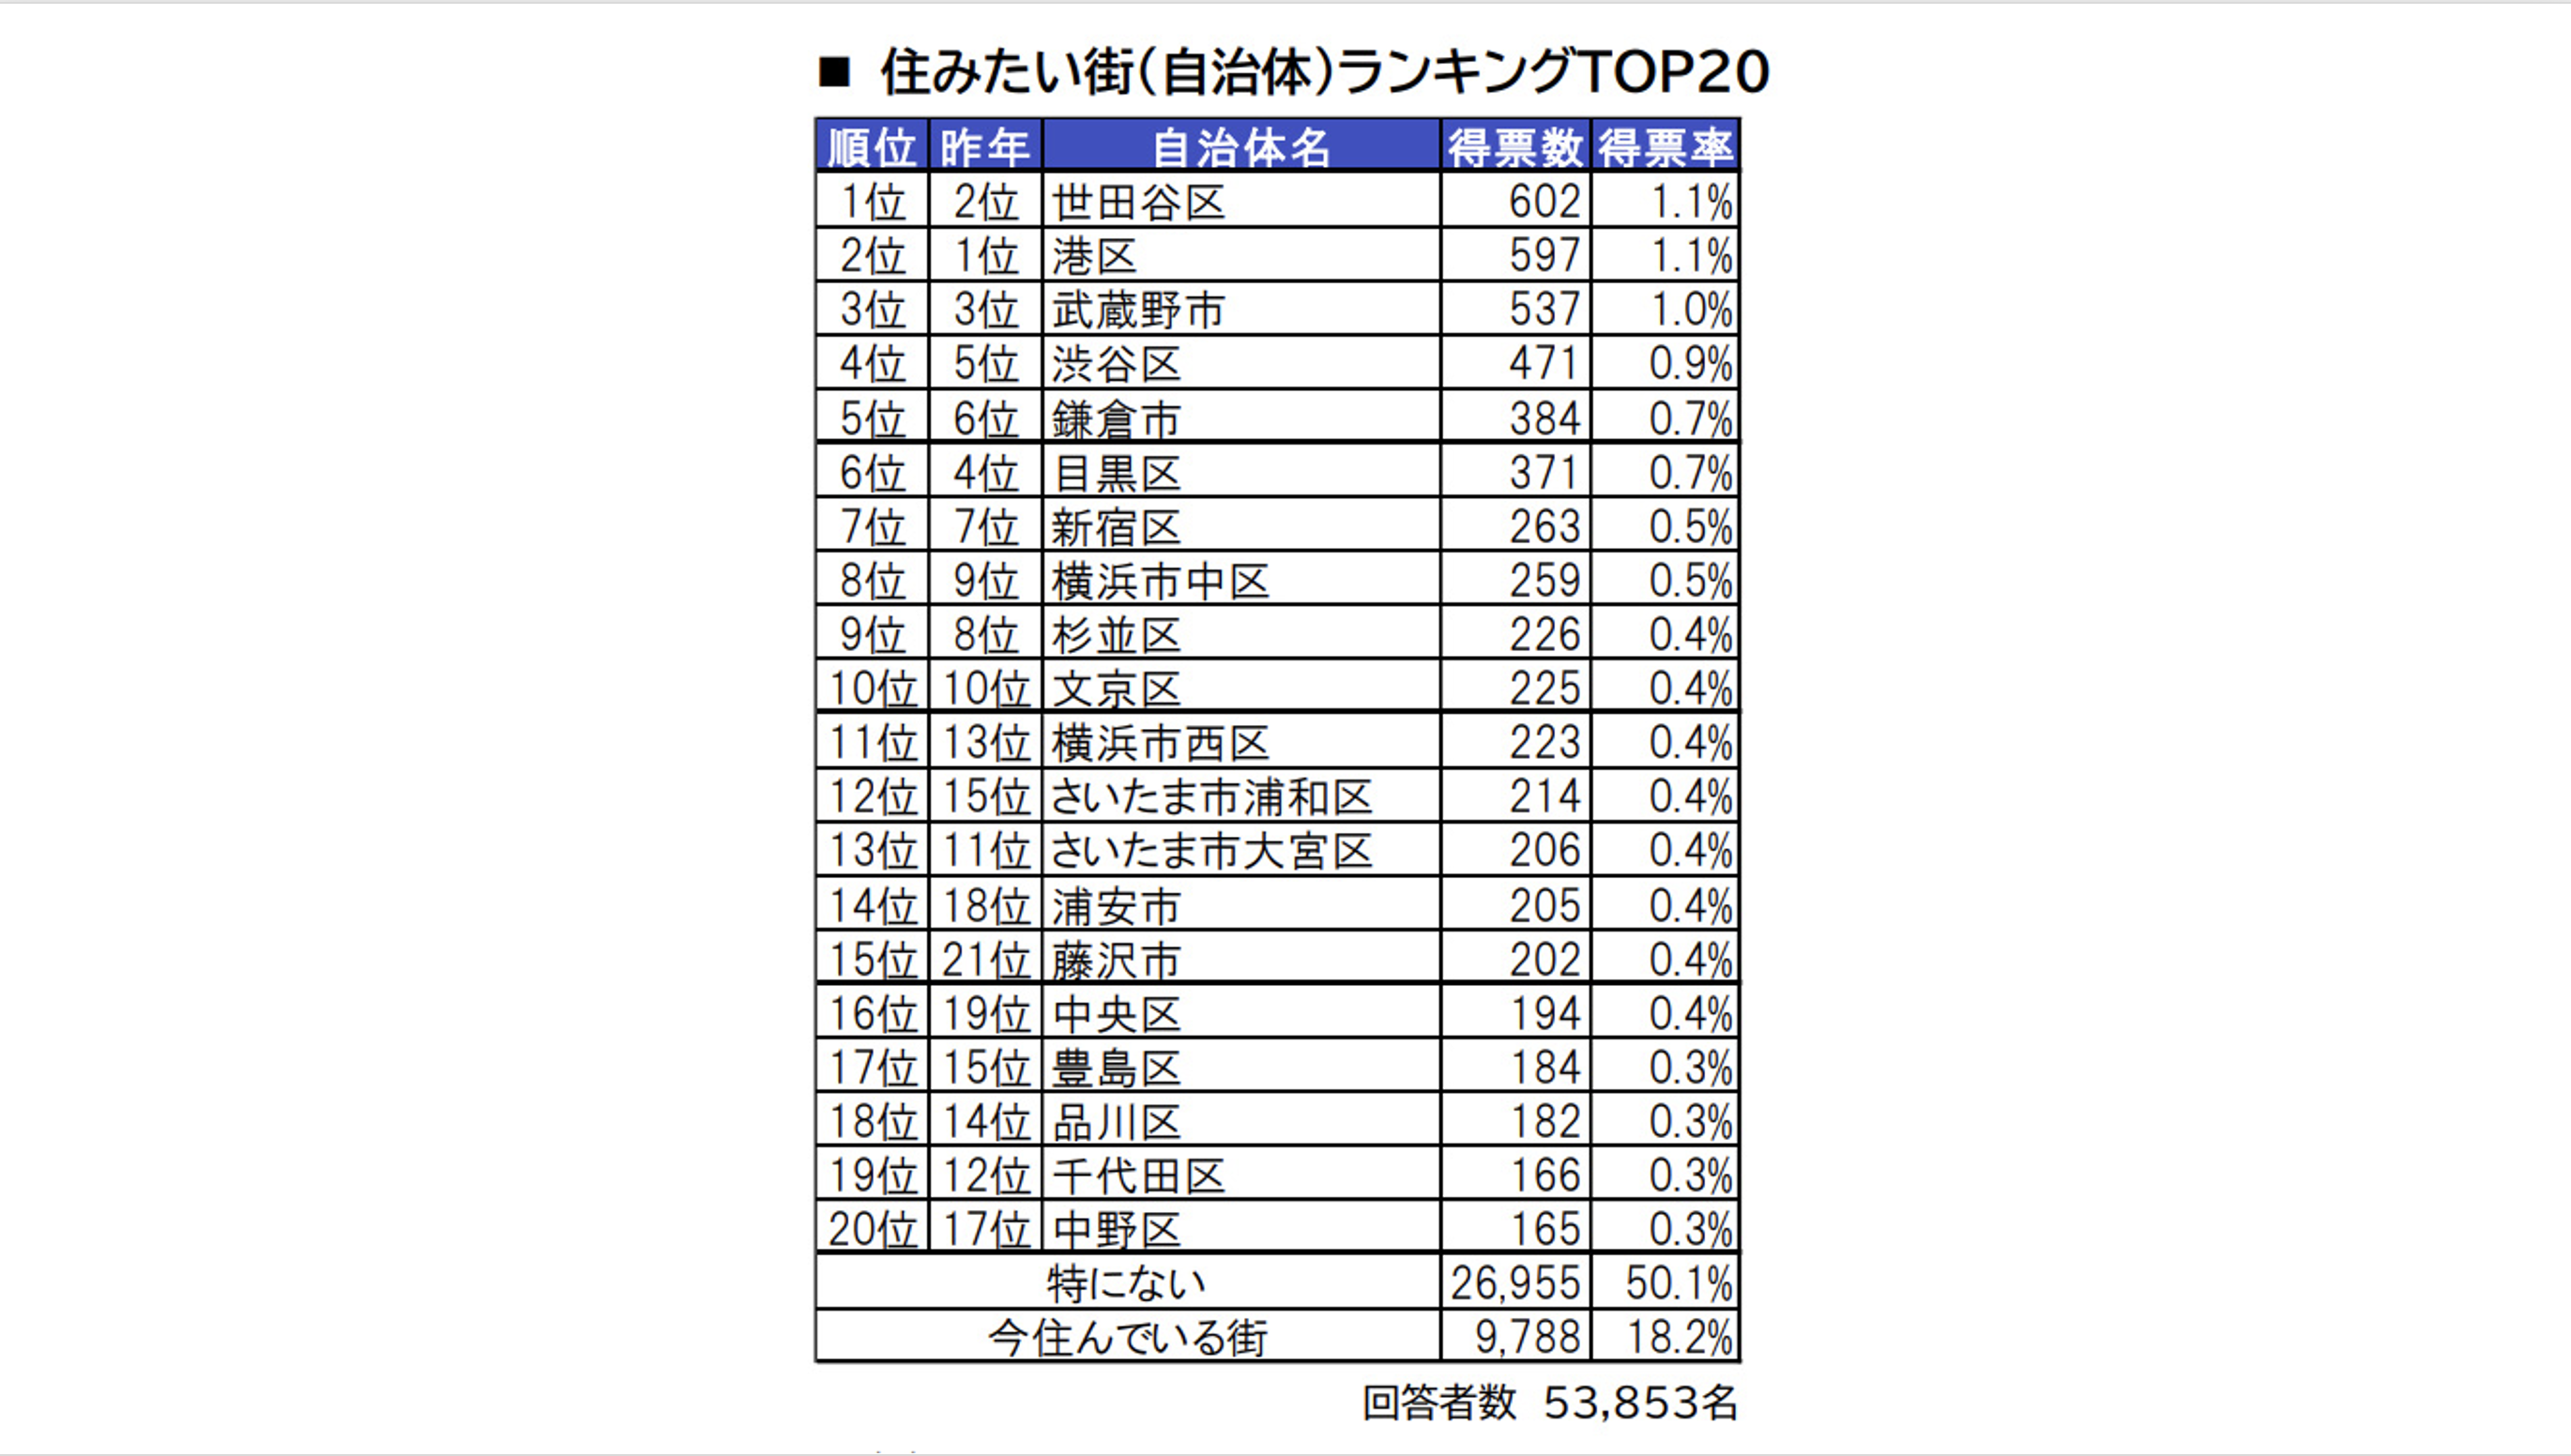 ■ 住みたい街（自治体）ランキングTOP20
順位 昨年 自治体名 得票数 得票率
1位 2位 世田谷区 602 1.1%
2位 1位 港区 597 1.1%
3位 3位 武蔵野市 537 1.0%
4位 5位 渋谷区 471 0.9%
5位 6位 鎌倉市 384 0.7%
6位 4位 目黒区 371 0.7%
7位 7位 新宿区 263 0.5%
8位 9位 横浜市中区 259 0.5%
9位 8位 杉並区 226 0.4%
10位 10位 文京区 225 0.4%
11位 13位 横浜市西区 223 0.4%
12位 15位 さいたま市浦和区 214 0.4%
13位 11位 さいたま市大宮区 206 0.4%
14位 18位 浦安市 205 0.4%
15位 21位 藤沢市 202 0.4%
16位 19位 中央区 194 0.4%
17位 15位 豊島区 184 0.3%
18位 14位 品川区 182 0.3%
19位 12位 千代田区 166 0.3%
20位 17位 中野区 165 0.3%
特にない 26,955 50.1%
今住んでいる街 9,788 18.2%
回答者数 53,853名